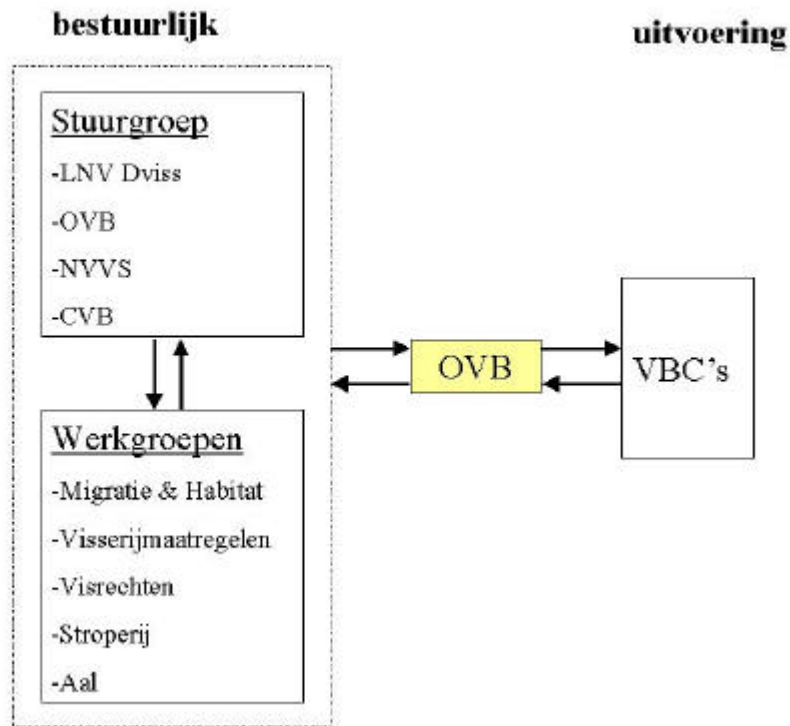 bestuurlijk
uitvoering
Stuurgroep
-LNV Dviss
-OVB
-NVVS
-CVB
OVB
VBC's
Werkgroepen
-Migratie & Habitat
-Visserijmaatregelen
-Visrechten
-Stroperij
-Aal